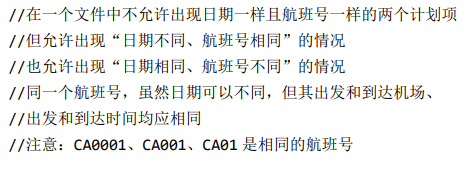 //在一个文件中不允许出现日期一样且航班号一样的两个计划项
//但允许出现“日期不同、航班号相同”的情况
//也允许出现“日期相同、航班号不同”的情况
//同一个航班号，虽然日期可以不同，但其出发和到达机场、
//出发和到达时间均应相同
//注意：CA0001、CA001、CA01 是相同的航班号